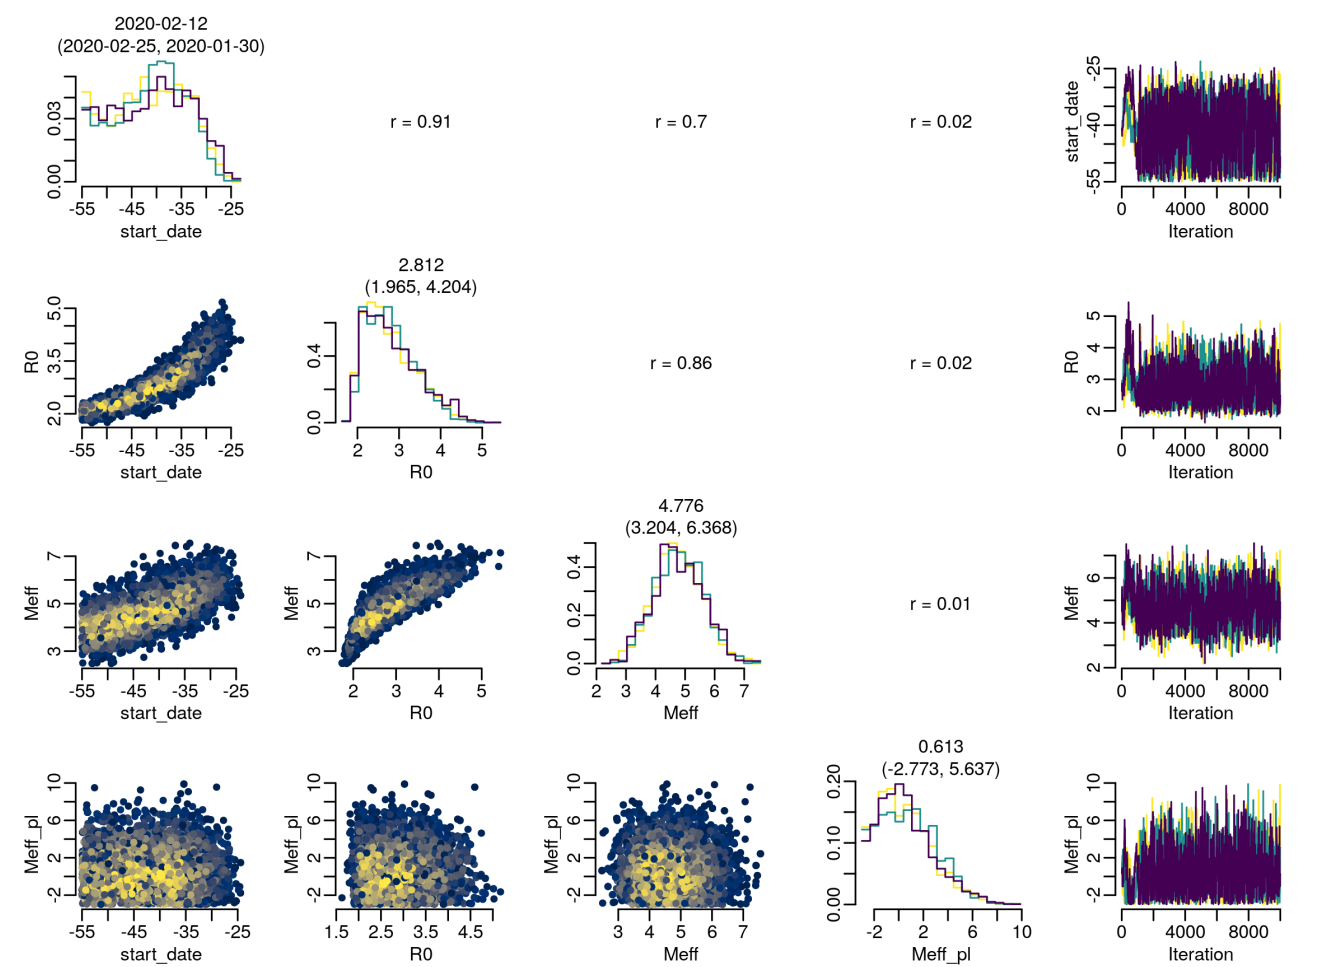 2020-02-12
(2020-02-25, 2020-01-30)
0.00 0.03
-55 -45 -35 -25
start_date
r = 0.91
r = 0.7
r = 0.02
start_date
-55 -40 -25
0 4000 8000
Iteration
R0
2.0 3.5 5.0
-55 -45 -35 -25
start_date
2.812
(1.965, 4.204)
0.0 0.4
2 3 4 5
R0
r = 0.86
r = 0.02
R0
2 3 4 5
0 4000 8000
Iteration
Meff
3 5 7
-55 -45 -35 -25
start_date
Meff
3 5 7
2 3 4 5
R0
4.776
(3.204, 6.368)
0.0 0.2 0.4
2 3 4 5 6 7
Meff
r = 0.01
Meff
2 4 6
0 4000 8000
Iteration
Meff_pl
-2 2 6 10
-55 -45 -35 -25
start_date
Meff_pl
-2 2 6 10
1.5 2.5 3.5 4.5
R0
Meff_pl
-2 2 6 10
3 4 5 6 7
Meff
0.613
(-2.773, 5.637)
0.00 0.10 0.20
-2 2 6 10
Meff_pl
Meff_pl
-2 2 6 10
0 4000 8000
Iteration